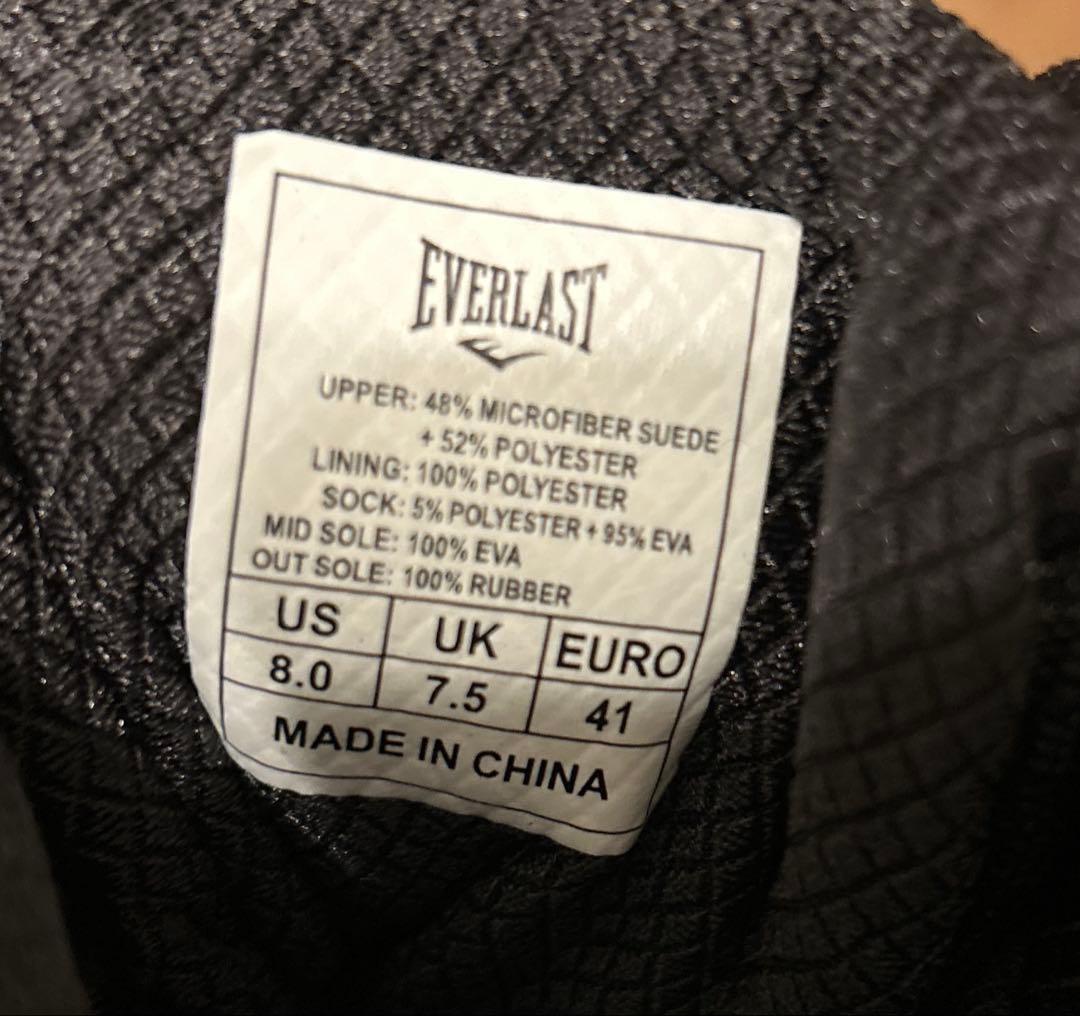 EVERLAST
UPPER: 48% MICROFIBER SUEDE
+ 52% POLYESTER
LINING: 100% POLYESTER
SOCK: 5% POLYESTER + 95% EVA
MID SOLE: 100% EVA
OUT SOLE: 100% RUBBER
US UK EURO
8.0 7.5 41
MADE IN CHINA